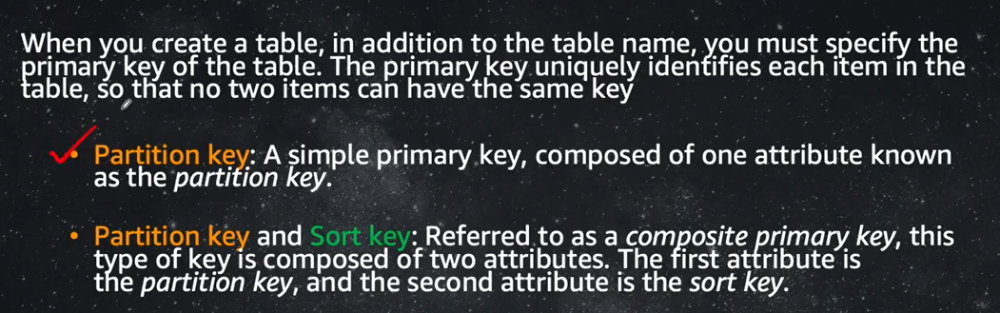 When you create a table, in addition to the table name, you must specify the
primary key of the table. The primary key uniquely identifies each item in the
table, so that no two items can have the same key
• Partition key: A simple primary key, composed of one attribute known
as the partition key.
• Partition key and Sort key: Referred to as a composite primary key, this
type of key is composed of two attributes. The first attribute is
the partition key, and the second attribute is the sort key.